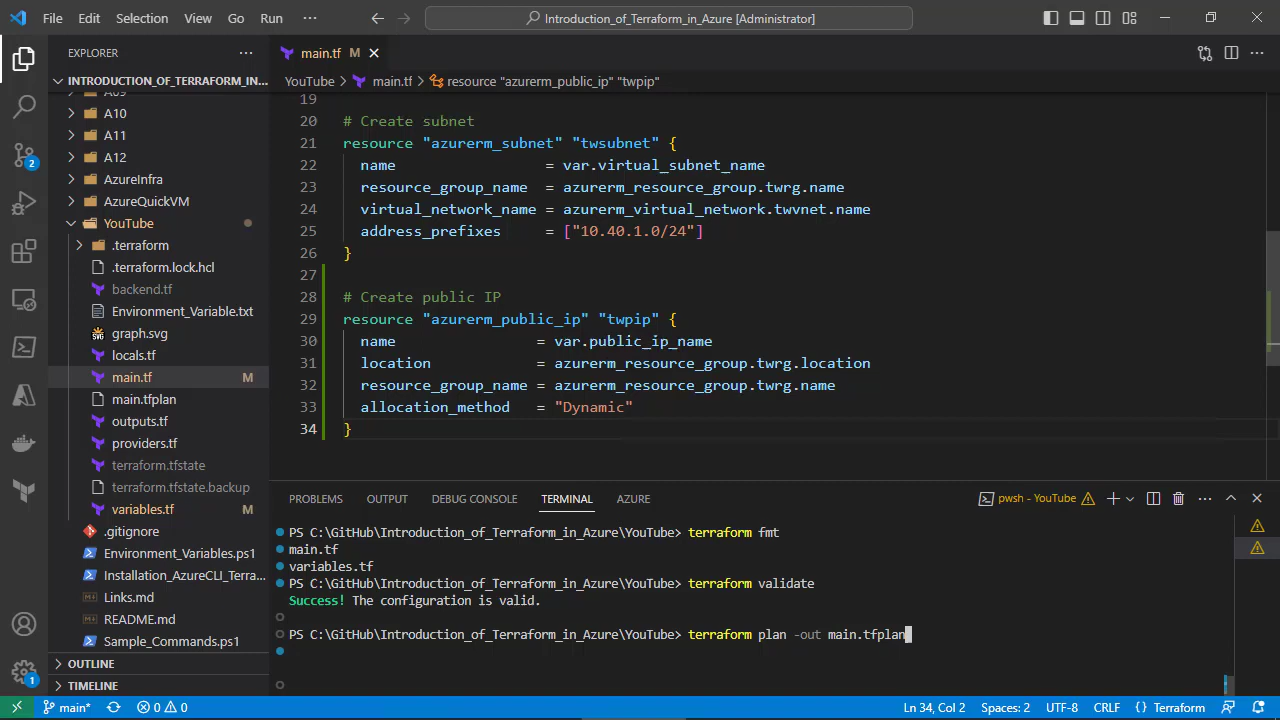 File Edit Selection View Go Run ··· Introduction_of_Terraform_in_Azure [Administrator]
EXPLORER ···
INTRODUCTION_OF_TERRAFORM_IN_...
A09
A10
A11
A12
AzureInfra
AzureQuickVM
YouTube
.terraform
.terraform.lock.hcl
backend.tf
Environment_Variable.txt
graph.svg
locals.tf
main.tf M
main.tfplan
outputs.tf
providers.tf
terraform.tfstate
terraform.tfstate.backup
variables.tf M
.gitignore
Environment_Variables.ps1
Installation_AzureCLI_Terra...
Links.md
README.md
Sample_Commands.ps1
OUTLINE
TIMELINE
2
1
main.tf M
YouTube > main.tf > resource "azurerm_public_ip" "twpip"
19
20 # Create subnet
21 resource "azurerm_subnet" "twsubnet" {
22 name = var.virtual_subnet_name
23 resource_group_name = azurerm_resource_group.twrg.name
24 virtual_network_name = azurerm_virtual_network.twvnet.name
25 address_prefixes = ["10.40.1.0/24"]
26 }
27
28 # Create public IP
29 resource "azurerm_public_ip" "twpip" {
30 name = var.public_ip_name
31 location = azurerm_resource_group.twrg.location
32 resource_group_name = azurerm_resource_group.twrg.name
33 allocation_method = "Dynamic"
34 }
PROBLEMS OUTPUT DEBUG CONSOLE TERMINAL AZURE pwsh - YouTube
PS C:\GitHub\Introduction_of_Terraform_in_Azure\YouTube> terraform fmt
main.tf
variables.tf
PS C:\GitHub\Introduction_of_Terraform_in_Azure\YouTube> terraform validate
Success! The configuration is valid.
PS C:\GitHub\Introduction_of_Terraform_in_Azure\YouTube> terraform plan -out main.tfplan
main* 0 0 Ln 34, Col 2 Spaces: 2 UTF-8 CRLF {} Terraform